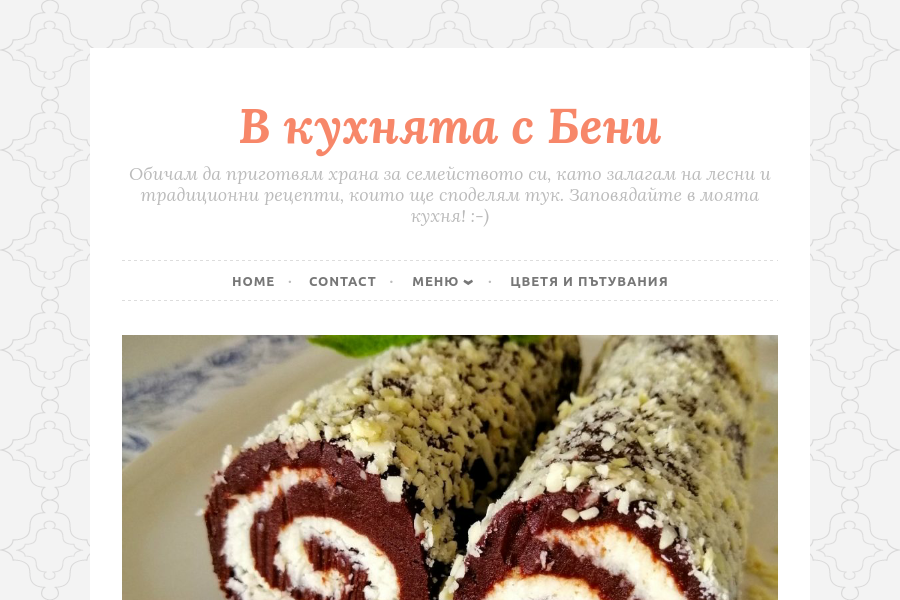 В кухнята с Бени
Обичам да приготвям храна за семейството си, като залагам на лесни и
традиционни рецепти, които ще споделям тук. Заповядайте в моята
кухня! :-)
HOME · CONTACT · МЕНЮ · ЦВЕТЯ И ПЪТУВАНИЯ